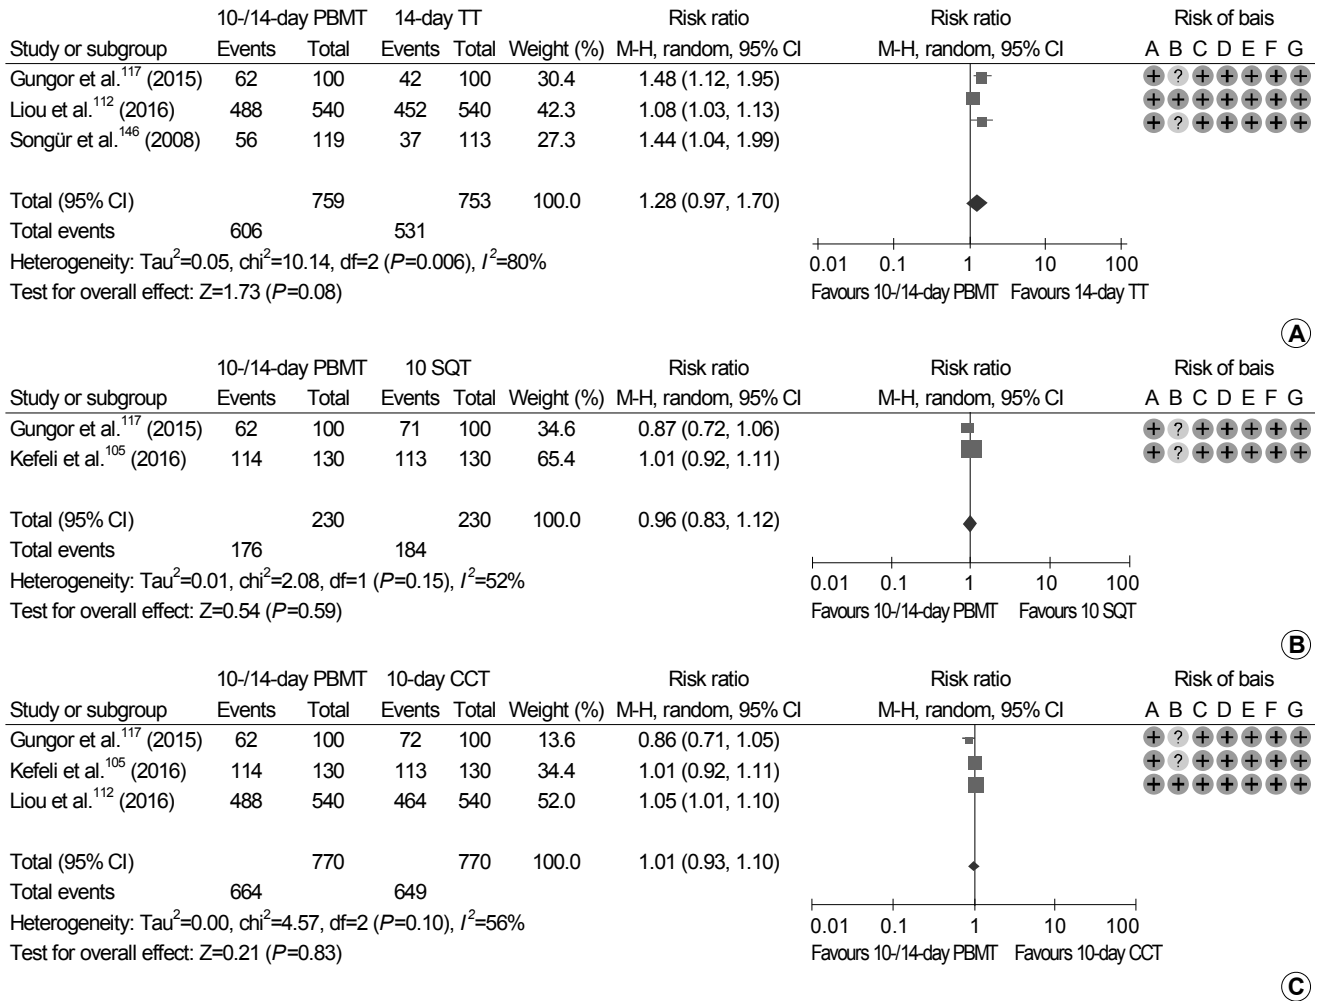 10-/14-day PBMT 14-day TT Risk ratio Risk ratio Risk of bais
Study or subgroup Events Total Events Total Weight (%) M-H, random, 95% CI M-H, random, 95% CI A B C D E F G
Gungor et al.117 (2015) 62 100 42 100 30.4 1.48 (1.12, 1.95) + ? + + + + +
Liou et al.112 (2016) 488 540 452 540 42.3 1.08 (1.03, 1.13) + + + + + + +
Songür et al.146 (2008) 56 119 37 113 27.3 1.44 (1.04, 1.99) + ? + + + + +
Total (95% CI) 759 753 100.0 1.28 (0.97, 1.70)
Total events 606 531
Heterogeneity: Tau2=0.05, chi2=10.14, df=2 (P=0.006), I2=80%
0.01 0.1 1 10 100
Test for overall effect: Z=1.73 (P=0.08) Favours 10-/14-day PBMT Favours 14-day TT
A
10-/14-day PBMT 10 SQT Risk ratio Risk ratio Risk of bais
Study or subgroup Events Total Events Total Weight (%) M-H, random, 95% CI M-H, random, 95% CI A B C D E F G
Gungor et al.117 (2015) 62 100 71 100 34.6 0.87 (0.72, 1.06) + ? + + + + +
Kefeli et al.105 (2016) 114 130 113 130 65.4 1.01 (0.92, 1.11) + ? + + + + +
Total (95% CI) 230 230 100.0 0.96 (0.83, 1.12)
Total events 176 184
Heterogeneity: Tau2=0.01, chi2=2.08, df=1 (P=0.15), I2=52%
0.01 0.1 1 10 100
Test for overall effect: Z=0.54 (P=0.59) Favours 10-/14-day PBMT Favours 10 SQT
B
10-/14-day PBMT 10-day CCT Risk ratio Risk ratio Risk of bais
Study or subgroup Events Total Events Total Weight (%) M-H, random, 95% CI M-H, random, 95% CI A B C D E F G
Gungor et al.117 (2015) 62 100 72 100 13.6 0.86 (0.71, 1.05) + ? + + + + +
Kefeli et al.105 (2016) 114 130 113 130 34.4 1.01 (0.92, 1.11) + ? + + + + +
Liou et al.112 (2016) 488 540 464 540 52.0 1.05 (1.01, 1.10) + + + + + + +
Total (95% CI) 770 770 100.0 1.01 (0.93, 1.10)
Total events 664 649
Heterogeneity: Tau2=0.00, chi2=4.57, df=2 (P=0.10), I2=56%
0.01 0.1 1 10 100
Test for overall effect: Z=0.21 (P=0.83) Favours 10-/14-day PBMT Favours 10-day CCT
C